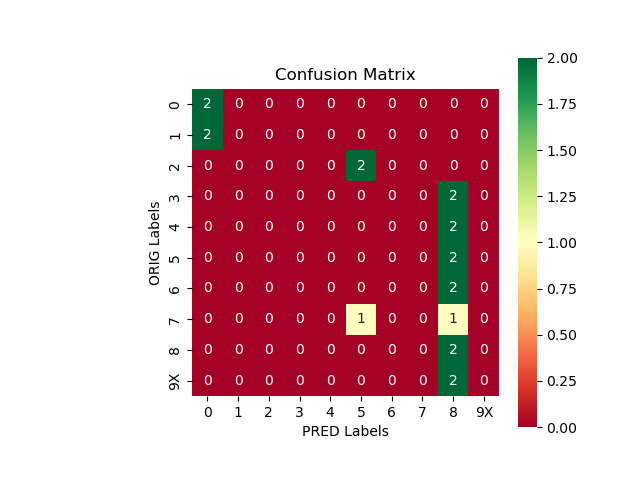 Confusion Matrix
ORIG Labels
0 2 0 0 0 0 0 0 0 0 0
1 2 0 0 0 0 0 0 0 0 0
2 0 0 0 0 0 2 0 0 0 0
3 0 0 0 0 0 0 0 0 2 0
4 0 0 0 0 0 0 0 0 2 0
5 0 0 0 0 0 0 0 0 2 0
6 0 0 0 0 0 0 0 0 2 0
7 0 0 0 0 0 1 0 0 1 0
8 0 0 0 0 0 0 0 0 2 0
9X 0 0 0 0 0 0 0 0 2 0
0 1 2 3 4 5 6 7 8 9X
PRED Labels
2.00
1.75
1.50
1.25
1.00
0.75
0.50
0.25
0.00